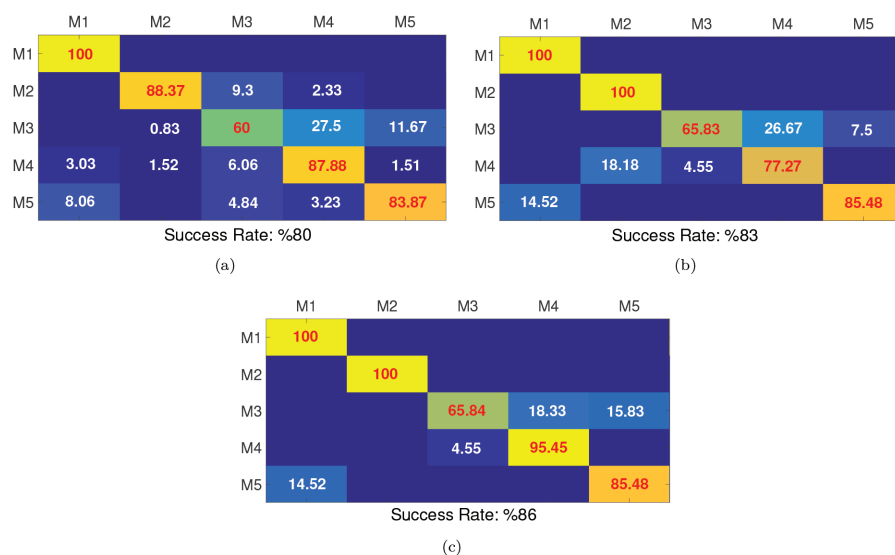 M1 M2 M3 M4 M5
M1 100
M2 88.37 9.3 2.33
M3 0.83 60 27.5 11.67
M4 3.03 1.52 6.06 87.88 1.51
M5 8.06 4.84 3.23 83.87
Success Rate: %80
(a)
M1 M2 M3 M4 M5
M1 100
M2 100
M3 65.83 26.67 7.5
M4 18.18 4.55 77.27
M5 14.52 85.48
Success Rate: %83
(b)
M1 M2 M3 M4 M5
M1 100
M2 100
M3 65.84 18.33 15.83
M4 4.55 95.45
M5 14.52 85.48
Success Rate: %86
(c)